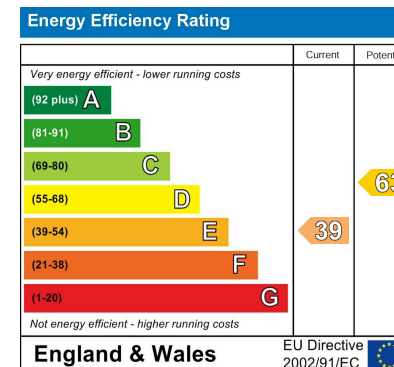 Energy Efficiency Rating
Current
Very energy efficient - lower running costs
(92 plus) A
(81-91) B
(69-80) C
(55-68) D
(39-54) E
39
(21-38) F
(1-20) G
Not energy efficient - higher running costs
England & Wales
EU Directive
2002/91/EC